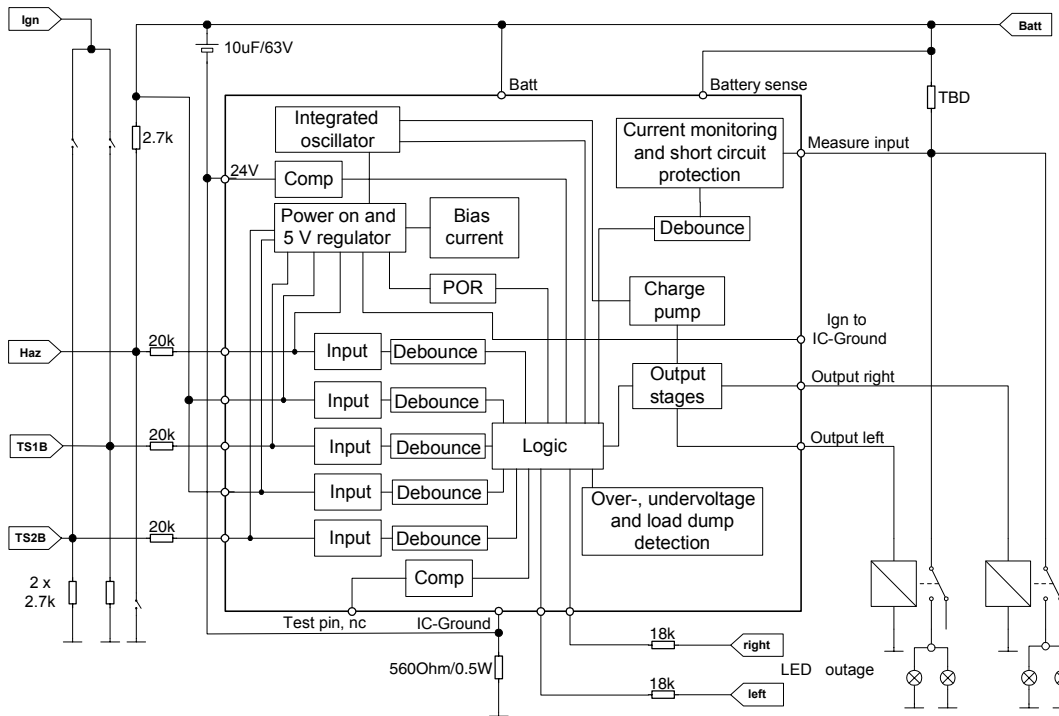 Ign
Batt
10uF/63V
Batt
Battery sense
TBD
2.7k
Integrated
oscillator
Current monitoring
and short circuit
protection
Measure input
24V
Comp
Power on and
5 V regulator
Bias
current
Debounce
POR
Charge
pump
Ign to
IC-Ground
Haz
20k
Input
Debounce
Output
stages
Output right
Input
Debounce
TS1B
20k
Input
Debounce
Logic
Output left
Input
Debounce
Over-, undervoltage
and load dump
detection
TS2B
20k
Input
Debounce
2 x
2.7k
Comp
Test pin, nc
IC-Ground
18k
right
560Ohm/0.5W
LED outage
18k
left